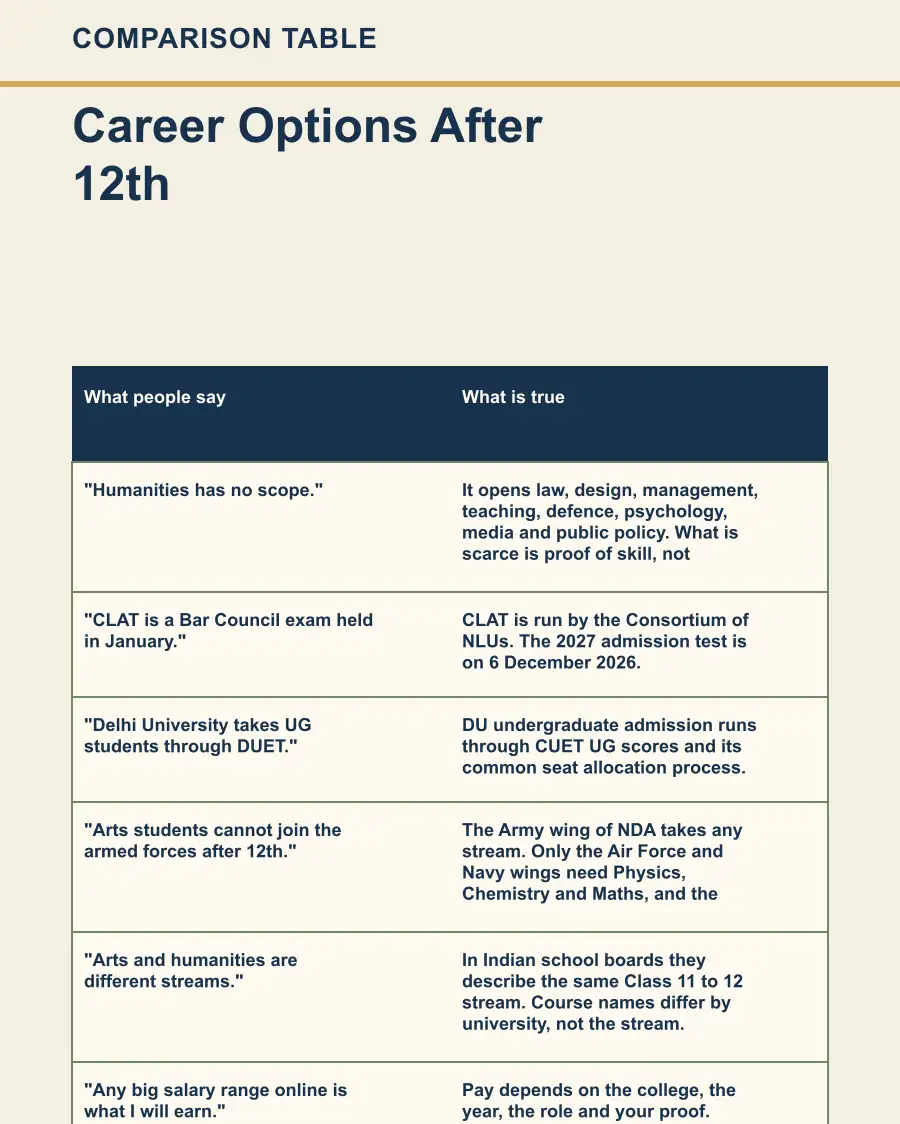 COMPARISON TABLE
Career Options After
12th
What people say
What is true
"Humanities has no scope."
It opens law, design, management,
teaching, defence, psychology,
media and public policy. What is
scarce is proof of skill, not
"CLAT is a Bar Council exam held
in January."
CLAT is run by the Consortium of
NLUs. The 2027 admission test is
on 6 December 2026.
"Delhi University takes UG
students through DUET."
DU undergraduate admission runs
through CUET UG scores and its
common seat allocation process.
"Arts students cannot join the
armed forces after 12th."
The Army wing of NDA takes any
stream. Only the Air Force and
Navy wings need Physics,
Chemistry and Maths, and the
"Arts and humanities are
different streams."
In Indian school boards they
describe the same Class 11 to 12
stream. Course names differ by
university, not the stream.
"Any big salary range online is
what I will earn."
Pay depends on the college, the
year, the role and your proof.